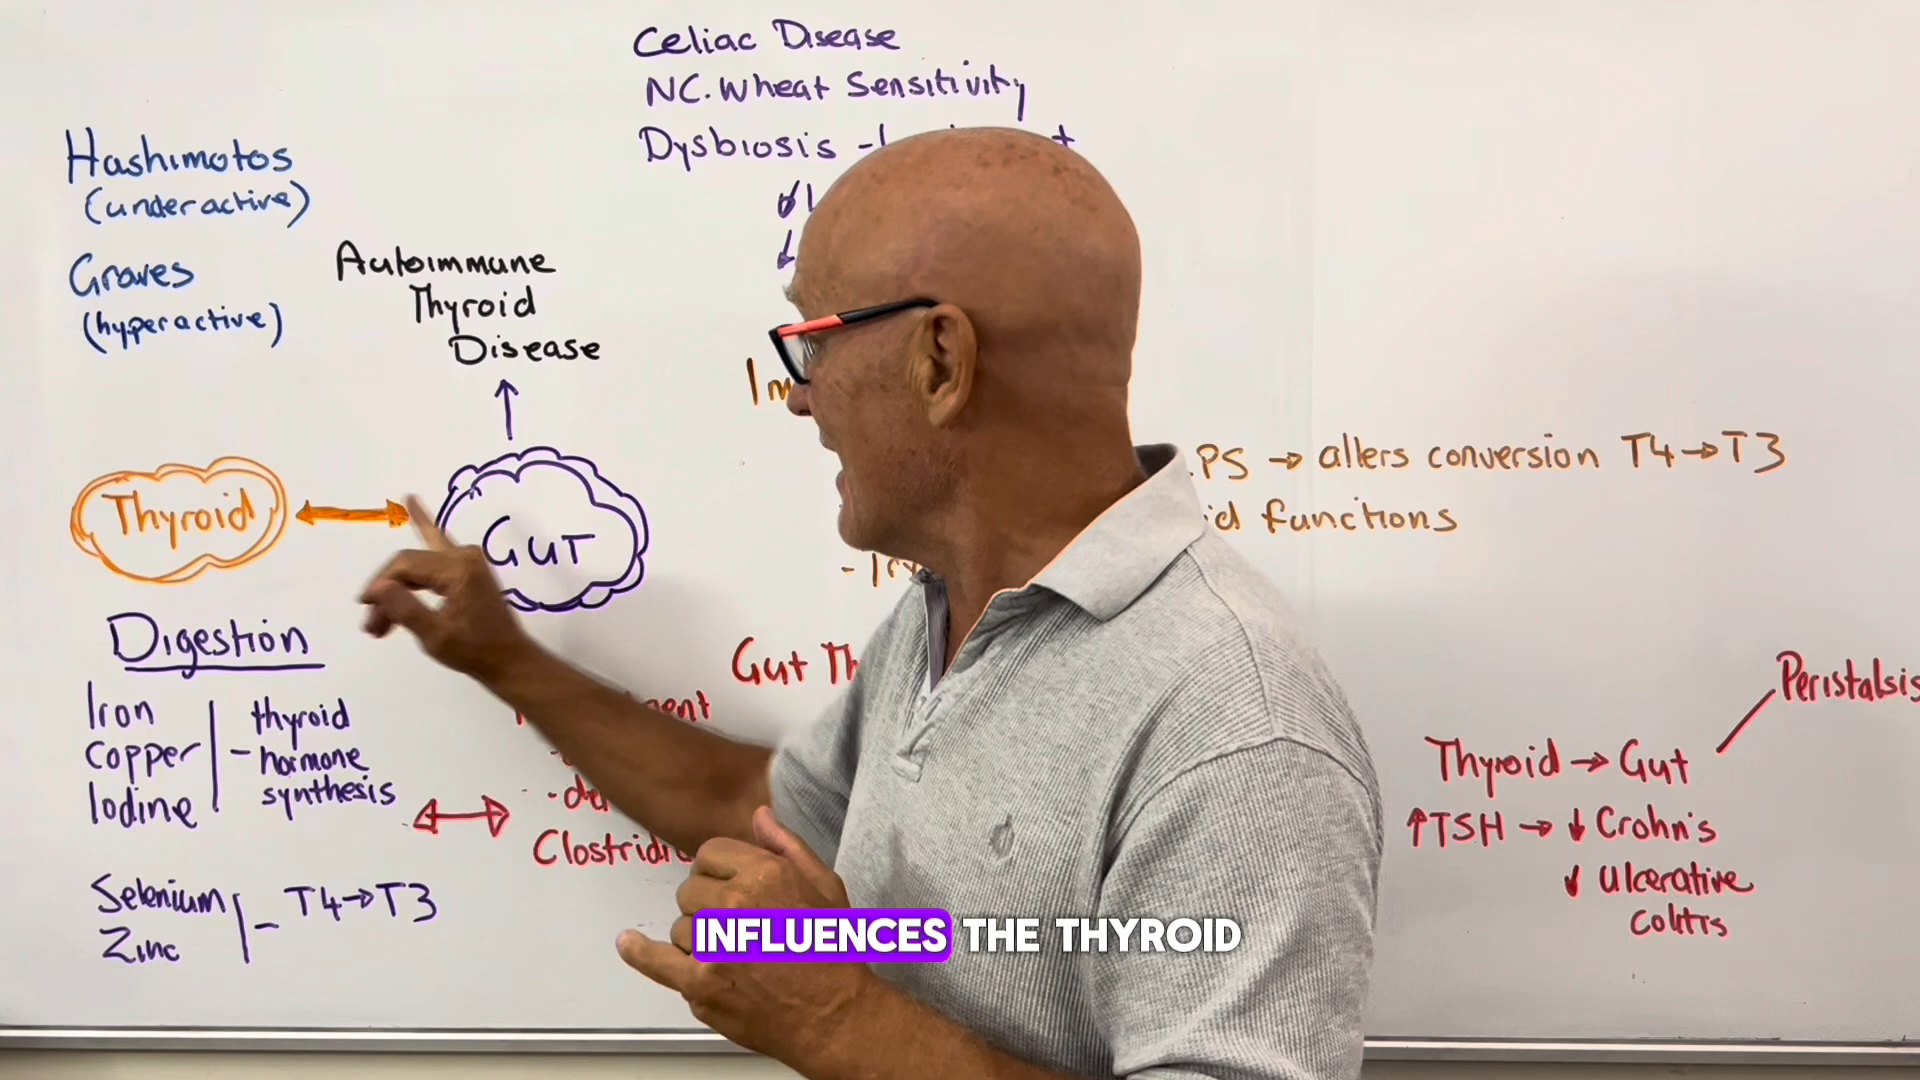 Celiac Disease
NC. Wheat Sensitivity
Dysbiosis -
Hashimotos
(underactive)
Graves
(hyperactive)
Autoimmune
Thyroid
Disease
Thyroid
GUT
PS → alters conversion T4→T3
functions
Digestion
Iron
Copper
Iodine
thyroid
- hormone
synthesis
Selenium
Zinc
- T4→T3
Gut
Peristalsis
Thyroid → Gut
↑TSH → ↓ Crohn's
↓ Ulcerative
Colitis
INFLUENCES THE THYROID